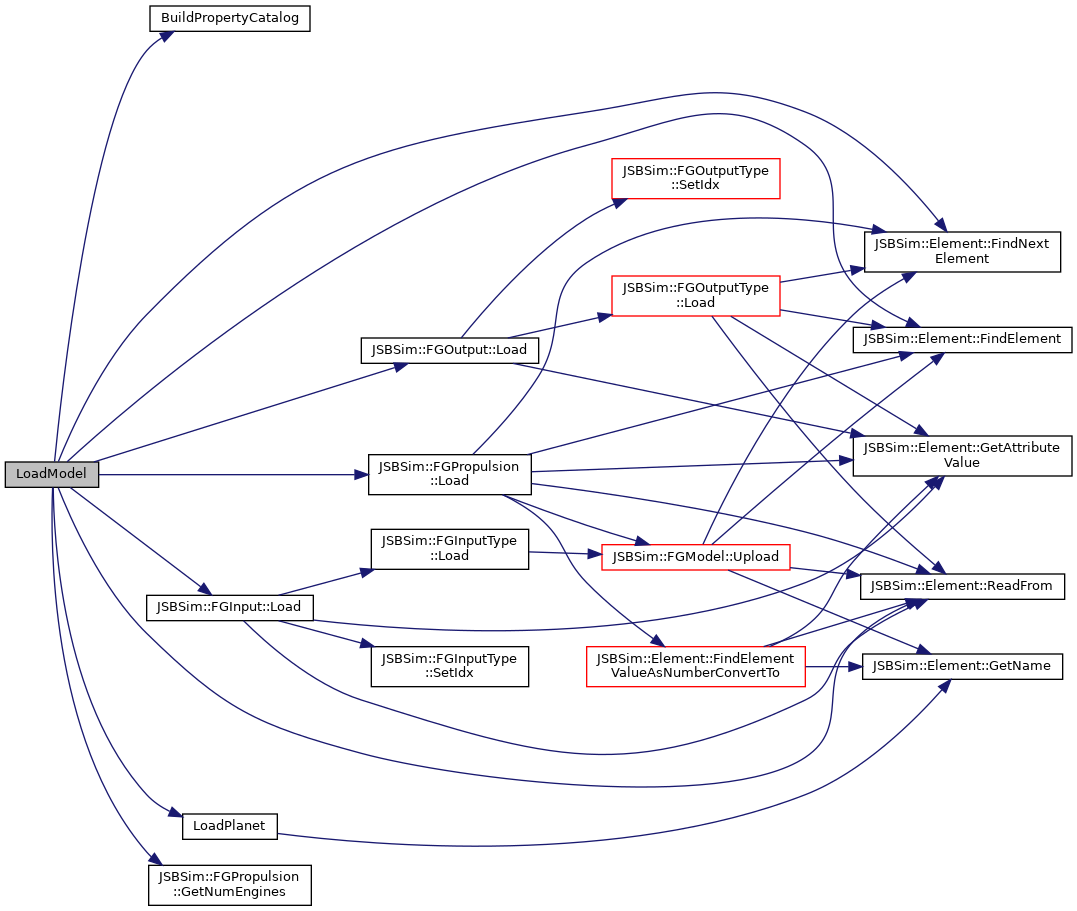 BuildPropertyCatalog
JSBSim::FGOutputType
::SetIdx
JSBSim::Element::FindNext
Element
JSBSim::FGOutputType
::Load
JSBSim::Element::FindElement
JSBSim::FGOutput::Load
JSBSim::Element::GetAttribute
Value
LoadModel
JSBSim::FGPropulsion
::Load
JSBSim::FGInputType
::Load
JSBSim::FGModel::Upload
JSBSim::Element::ReadFrom
JSBSim::FGInput::Load
JSBSim::FGInputType
::SetIdx
JSBSim::Element::FindElement
ValueAsNumberConvertTo
JSBSim::Element::GetName
LoadPlanet
JSBSim::FGPropulsion
::GetNumEngines